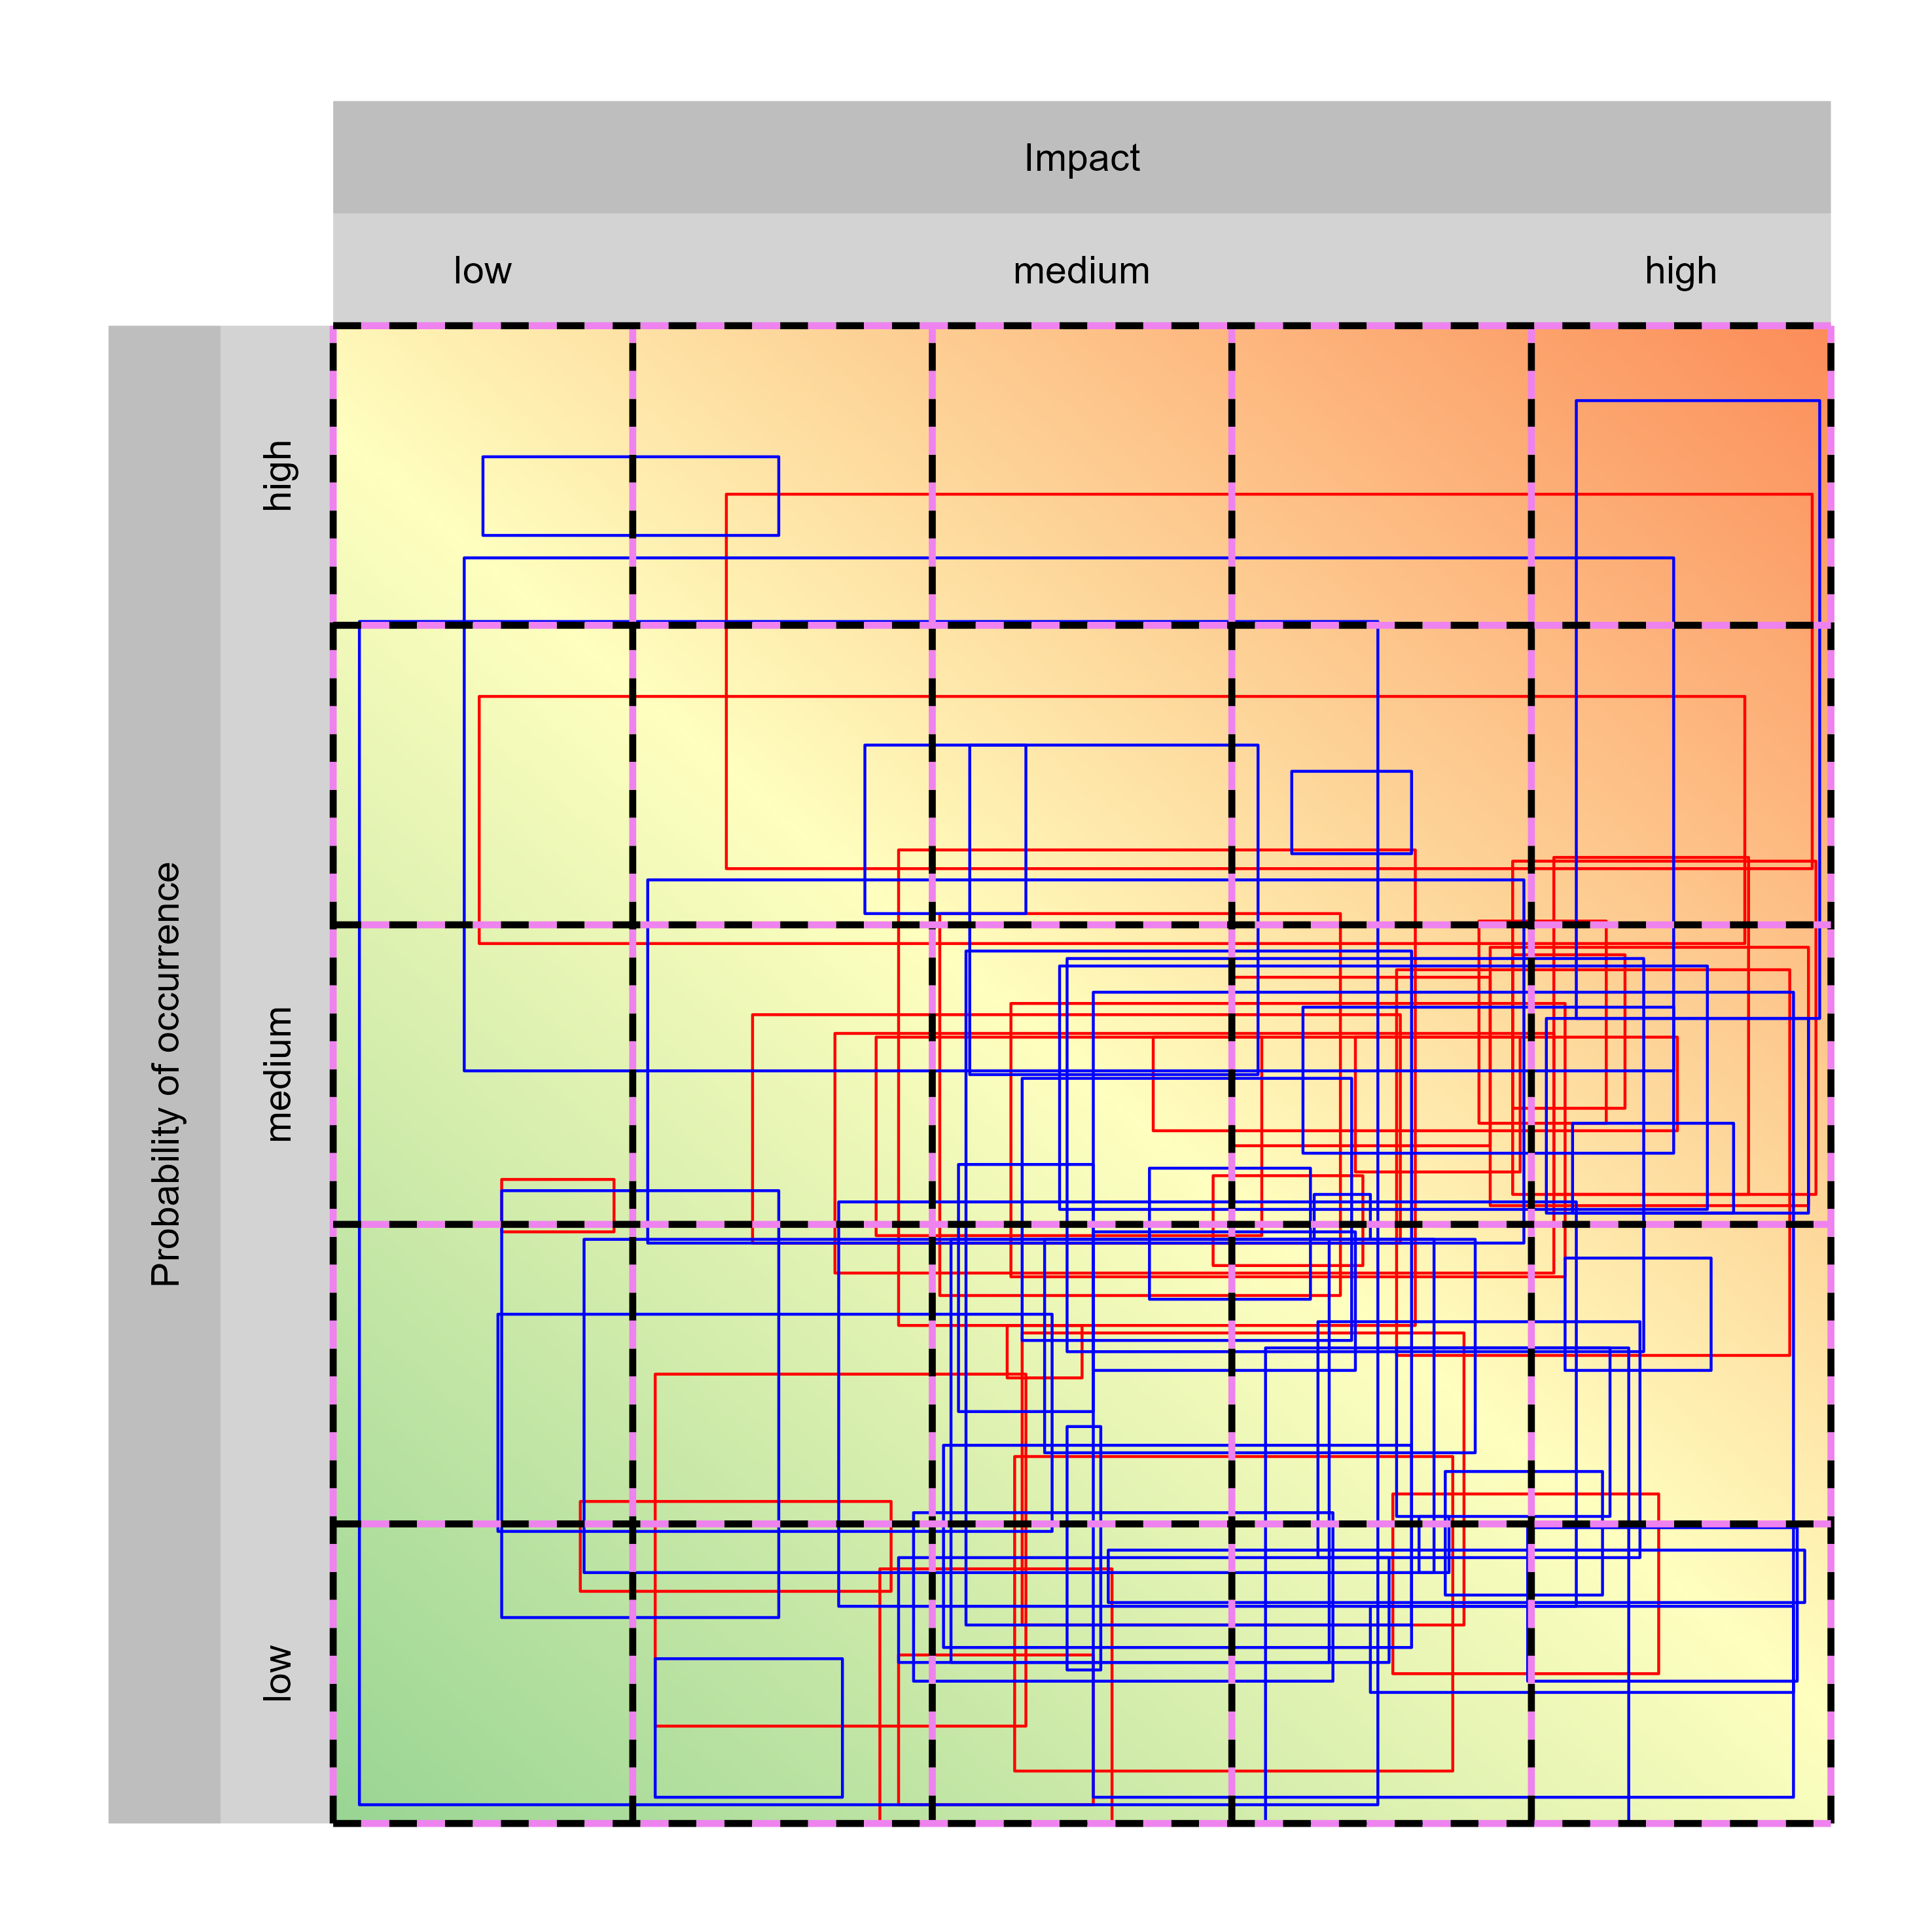 Impact
low
medium
high
Probability of occurrence
high
medium
low